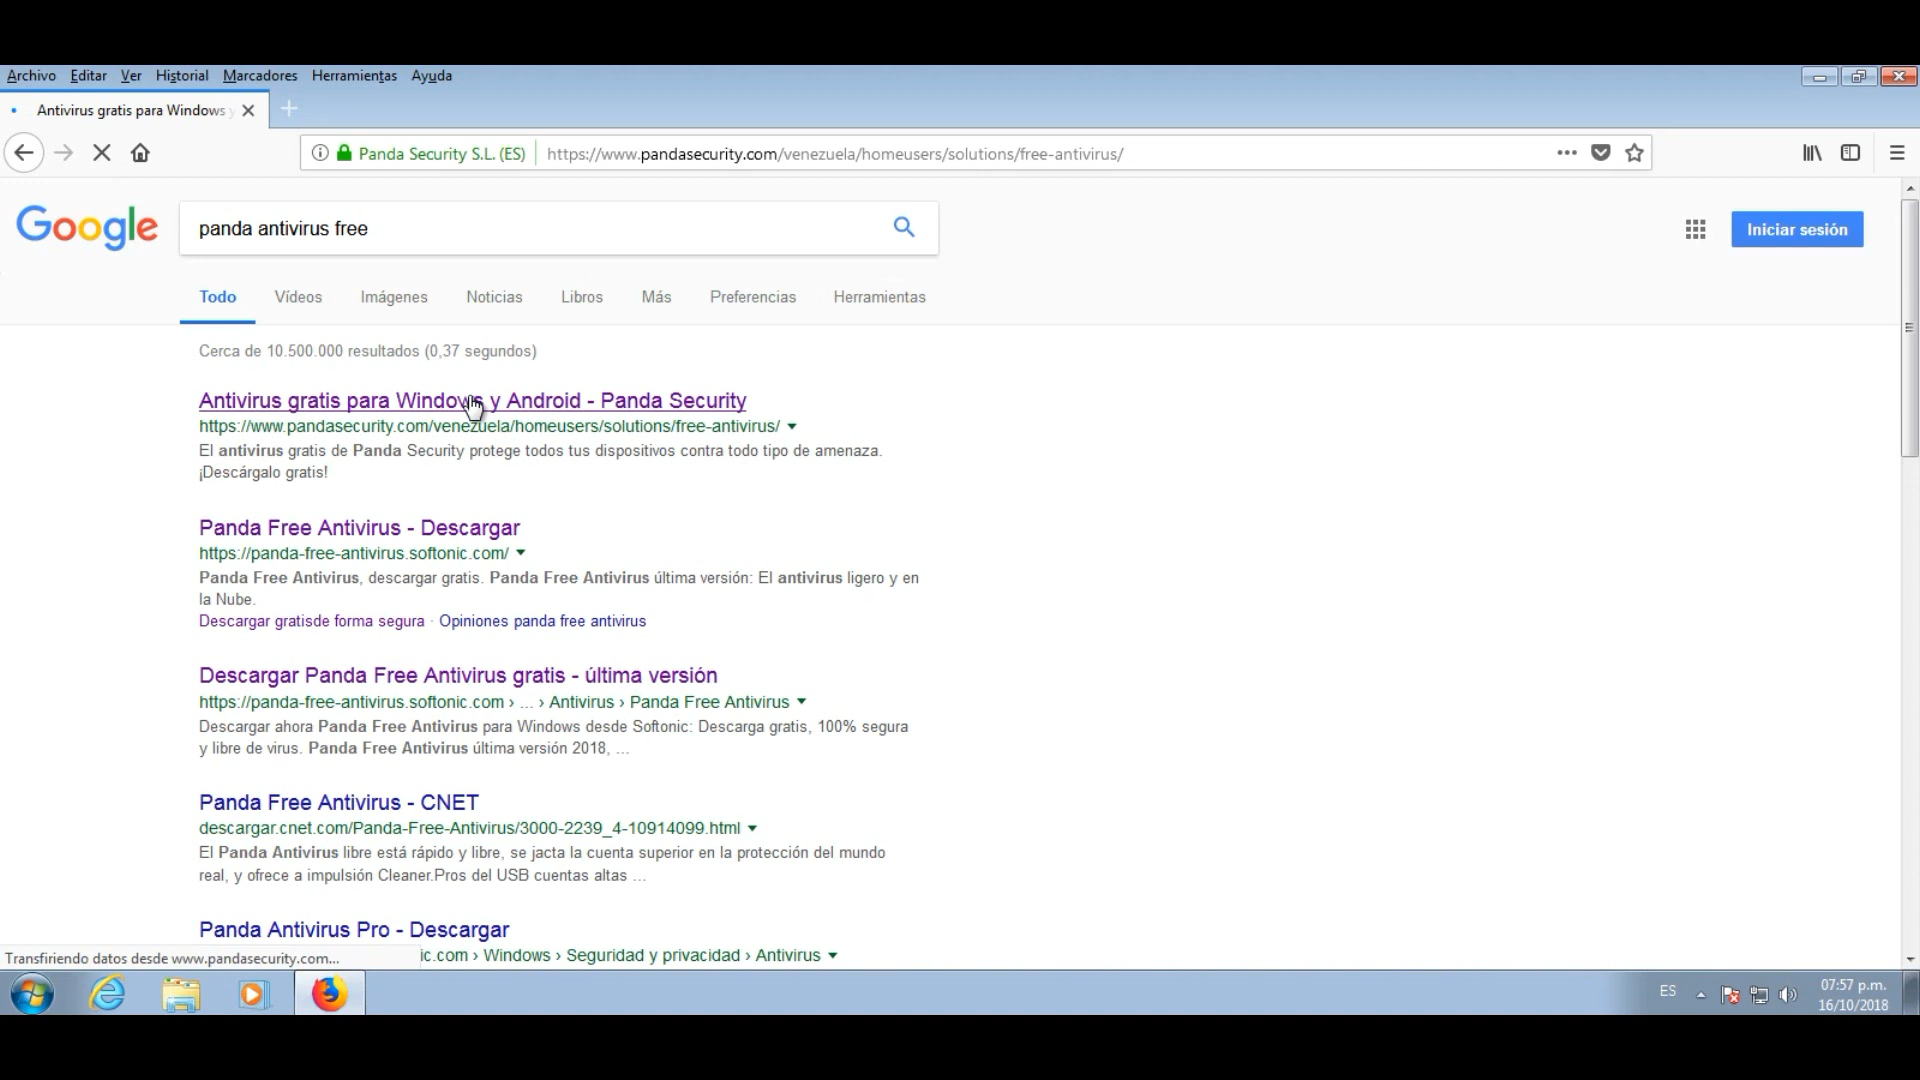 Archivo Editar Ver Historial Marcadores Herramientas Ayuda
Antivirus gratis para Windows y
Panda Security S.L. (ES) https://www.pandasecurity.com/venezuela/homeusers/solutions/free-antivirus/
Google panda antivirus free Iniciar sesión
Todo Vídeos Imágenes Noticias Libros Más Preferencias Herramientas
Cerca de 10.500.000 resultados (0,37 segundos)
Antivirus gratis para Windows y Android - Panda Security
https://www.pandasecurity.com/venezuela/homeusers/solutions/free-antivirus/
El antivirus gratis de Panda Security protege todos tus dispositivos contra todo tipo de amenaza.
¡Descárgalo gratis!
Panda Free Antivirus - Descargar
https://panda-free-antivirus.softonic.com/
Panda Free Antivirus, descargar gratis. Panda Free Antivirus última versión: El antivirus ligero y en
la Nube.
Descargar gratisde forma segura · Opiniones panda free antivirus
Descargar Panda Free Antivirus gratis - última versión
https://panda-free-antivirus.softonic.com › ... › Antivirus › Panda Free Antivirus
Descargar ahora Panda Free Antivirus para Windows desde Softonic: Descarga gratis, 100% segura
y libre de virus. Panda Free Antivirus última versión 2018, ...
Panda Free Antivirus - CNET
descargar.cnet.com/Panda-Free-Antivirus/3000-2239_4-10914099.html
El Panda Antivirus libre está rápido y libre, se jacta la cuenta superior en la protección del mundo
real, y ofrece a impulsión Cleaner.Pros del USB cuentas altas ...
Panda Antivirus Pro - Descargar
ic.com › Windows › Seguridad y privacidad › Antivirus
Transfiriendo datos desde www.pandasecurity.com...
ES 07:57 p.m.
16/10/2018